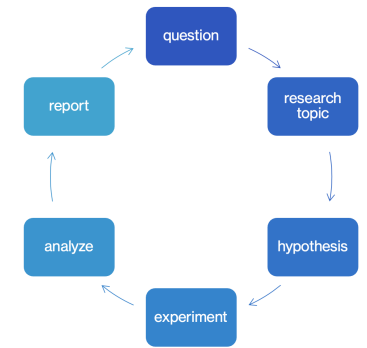 question
research
topic
hypothesis
experiment
analyze
report